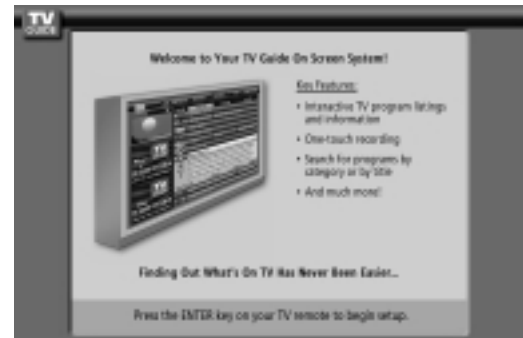 TV
GUIDE
Welcome to Your TV Guide On Screen System!
Key Features:
• Interactive TV program listings
and information
• One-touch recording
• Search for programs by
category or by title
• And much more!
Finding Out What's On TV Has Never Been Easier...
Press the ENTER key on your TV remote to begin setup.